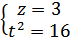 z = 3
t² = 16